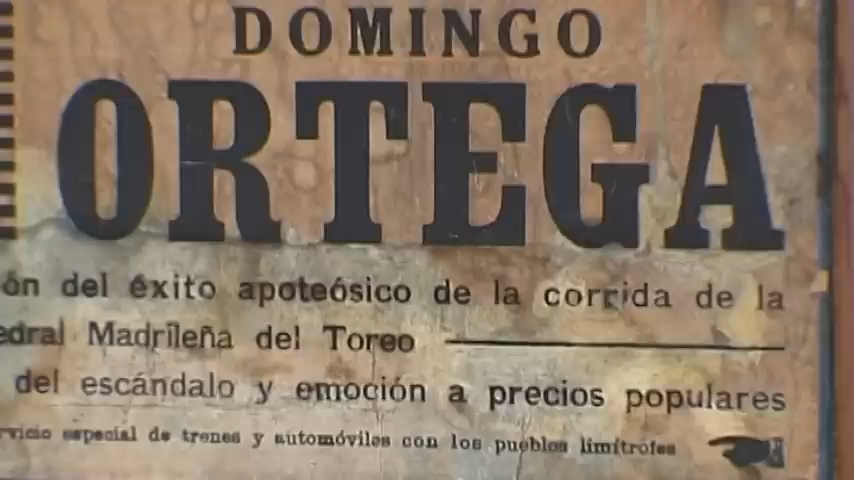 DOMINGO
ORTEGA
ón del éxito apoteósico de la corrida de la
edral Madrileña del Toreo
del escándalo y emoción a precios populares
rvicio especial de trenes y automóviles con los pueblos limítrofes